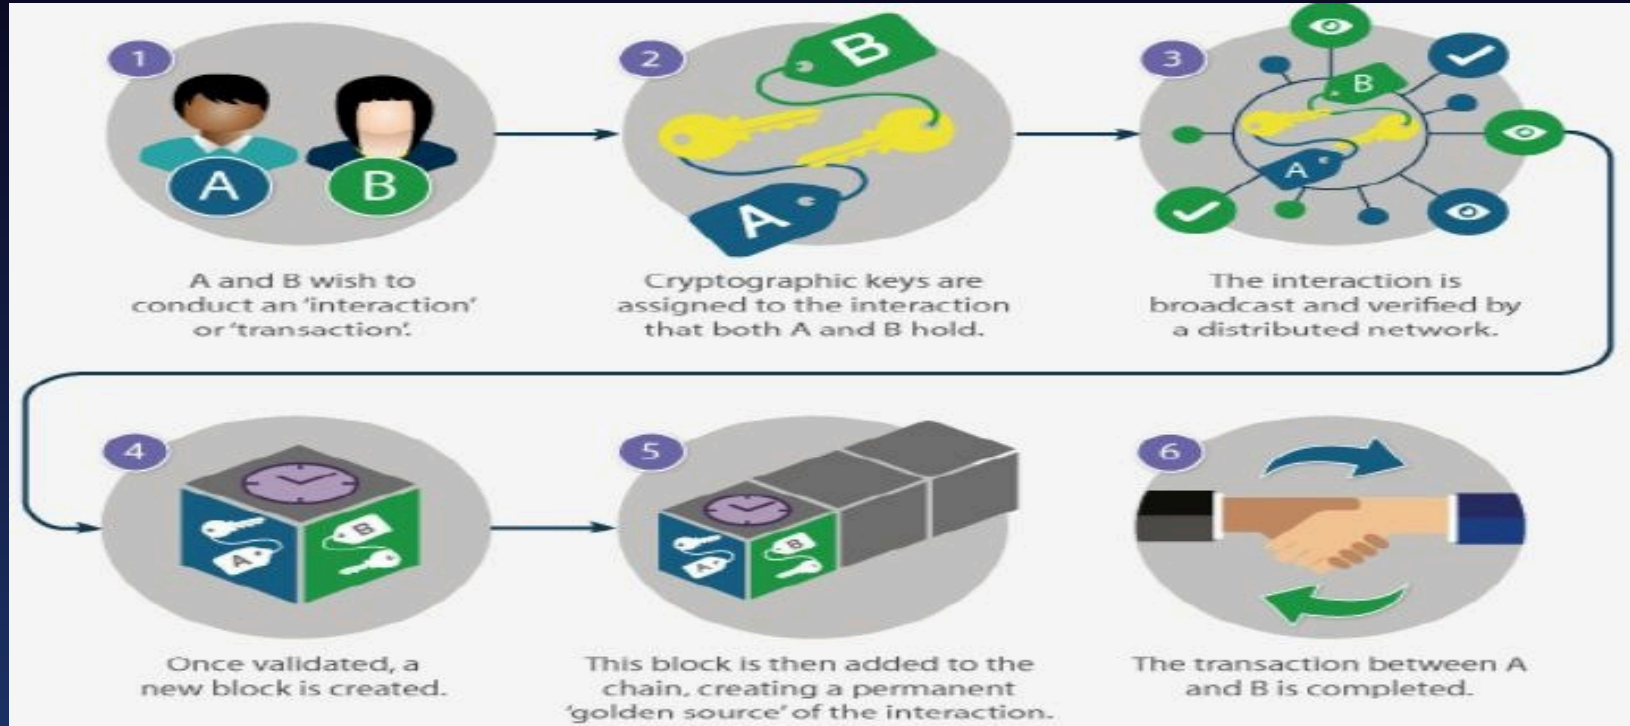 1
A
B
A and B wish to
conduct an 'interaction'
or 'transaction'.
2
B
A
Cryptographic keys are
assigned to the interaction
that both A and B hold.
3
B
A
The interaction is
broadcast and verified by
a distributed network.
4
A
B
Once validated, a
new block is created.
5
A
B
This block is then added to the
chain, creating a permanent
'golden source' of the interaction.
6
The transaction between A
and B is completed.